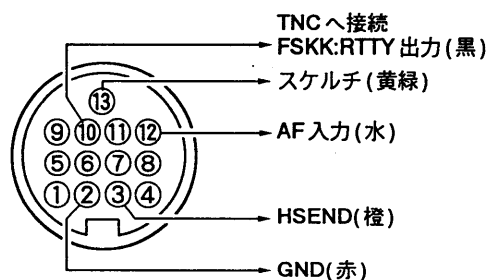 TNCへ接続
FSKK:RTTY出力(黒)
スケルチ(黄緑)
⑬
⑨⑩⑪⑫
AF入力(水)
⑤⑥⑦⑧
①②③④
HSEND(橙)
GND(赤)